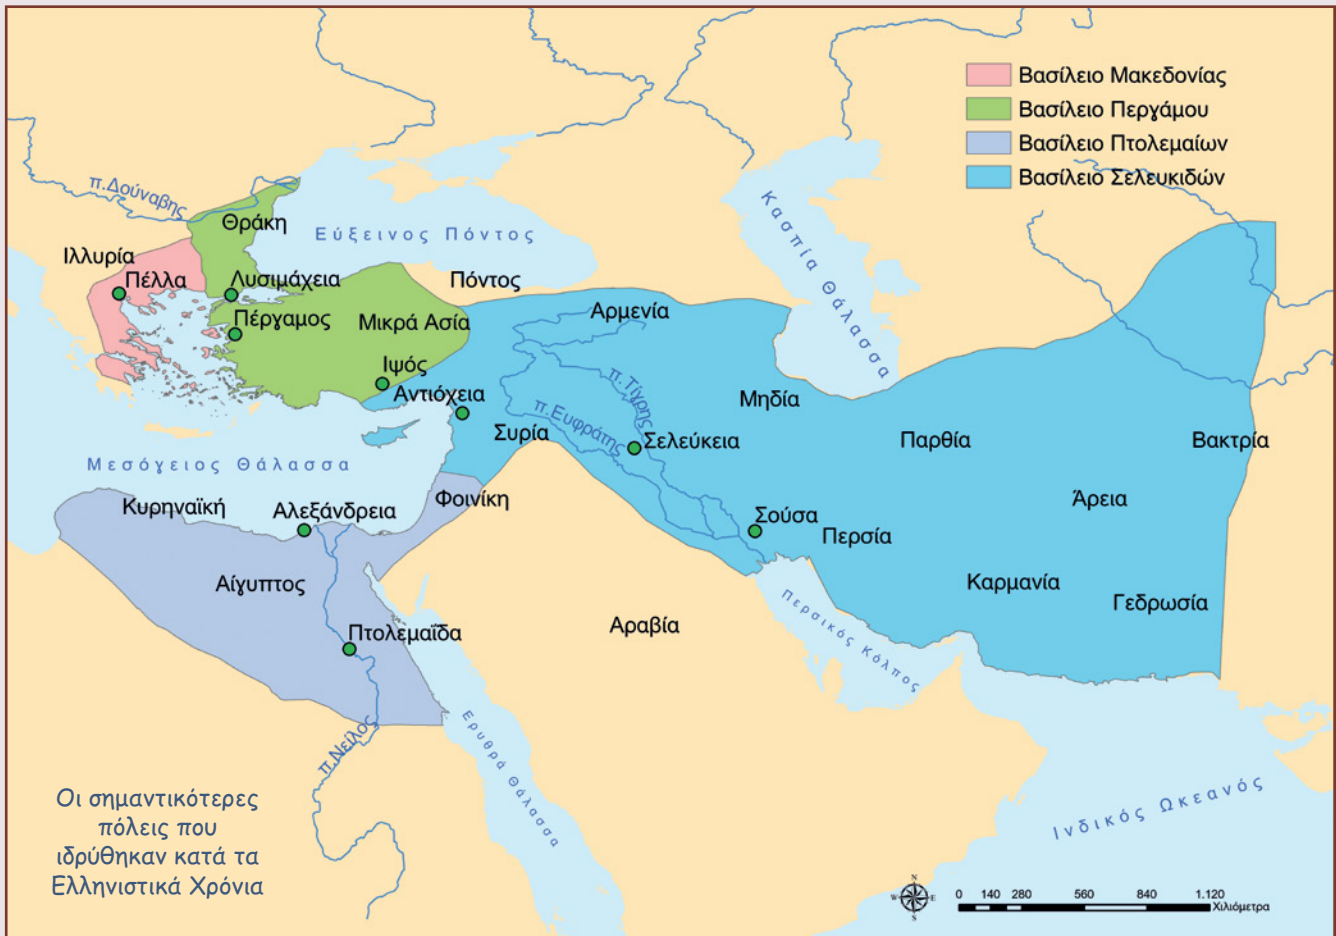 Βασίλειο Μακεδονίας
Βασίλειο Περγάμου
Βασίλειο Πτολεμαίων
Βασίλειο Σελευκιδών
π.Δούναβης
Θράκη
Εύξεινος Πόντος
Κασπία Θάλασσα
Ιλλυρία
Πέλλα
Λυσιμάχεια
Πόντος
Πέργαμος
Μικρά Ασία
Αρμενία
Ιψός
Αντιόχεια
π.Τίγρης
π.Ευφράτης
Μηδία
Συρία
Σελεύκεια
Παρθία
Βακτρία
Μεσόγειος Θάλασσα
Κυρηναϊκή
Αλεξάνδρεια
Φοινίκη
Σούσα
Περσία
Άρεια
Αίγυπτος
Καρμανία
Γεδρωσία
Πτολεμαΐδα
Αραβία
Περσικός Κόλπος
π.Νείλος
Ερυθρά Θάλασσα
Ινδικός Ωκεανός
Οι σημαντικότερες
πόλεις που
ιδρύθηκαν κατά τα
Ελληνιστικά Χρόνια
N
W E
S
0 140 280 560 840 1.120
Χιλιόμετρα